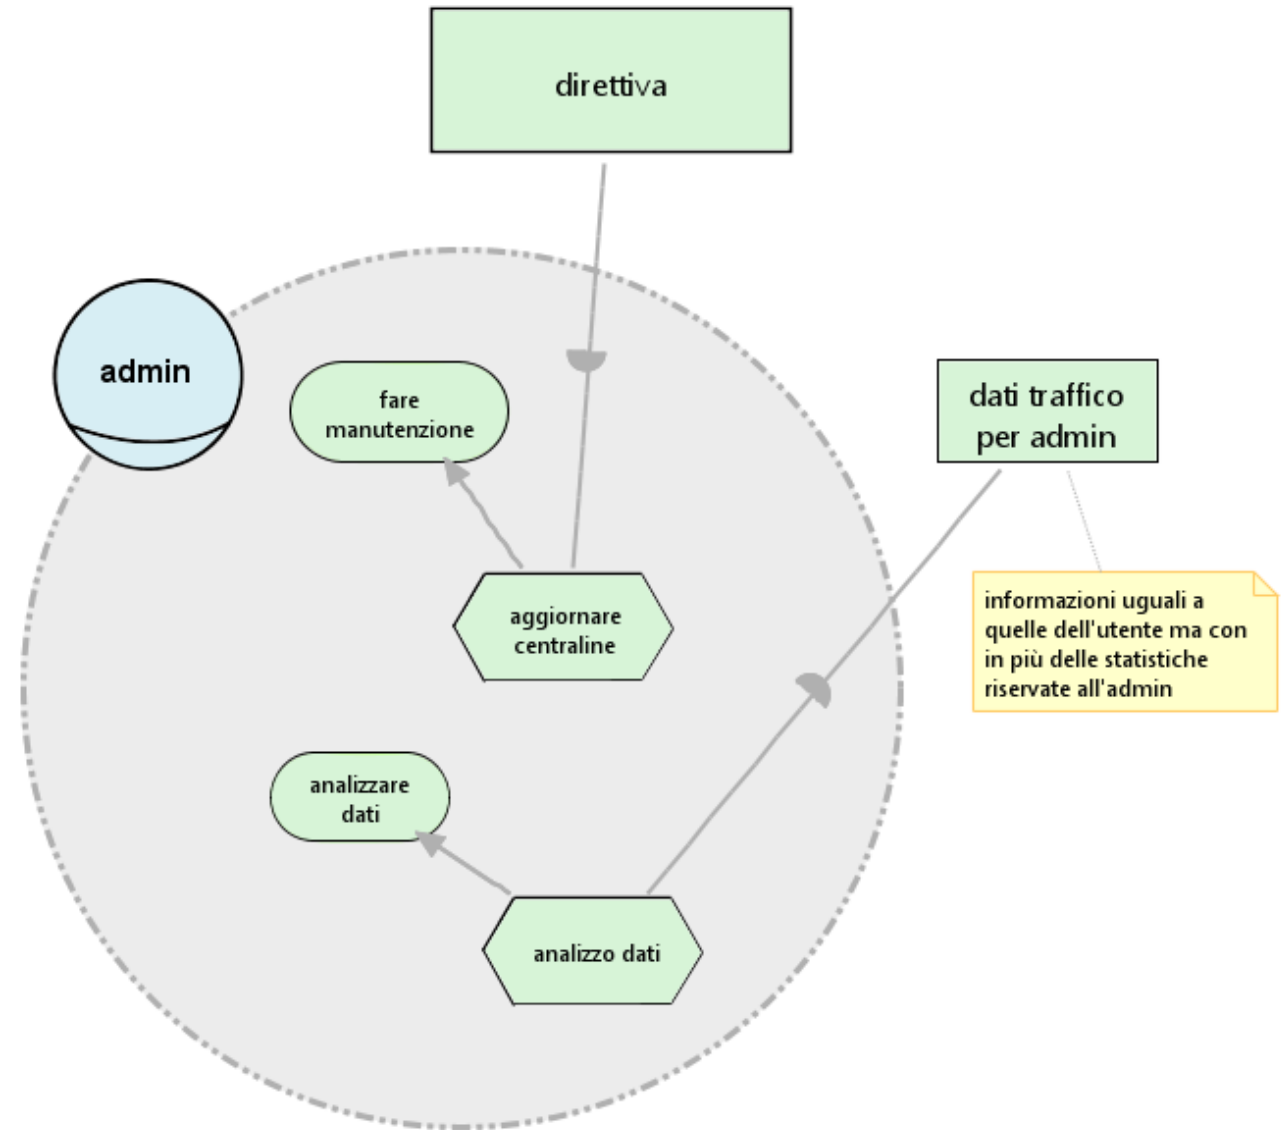 direttiva
admin
fare
manutenzione
dati traffico
per admin
aggiornare
centraline
informazioni uguali a
quelle dell'utente ma con
in più delle statistiche
riservate all'admin
analizzare
dati
analizzo dati